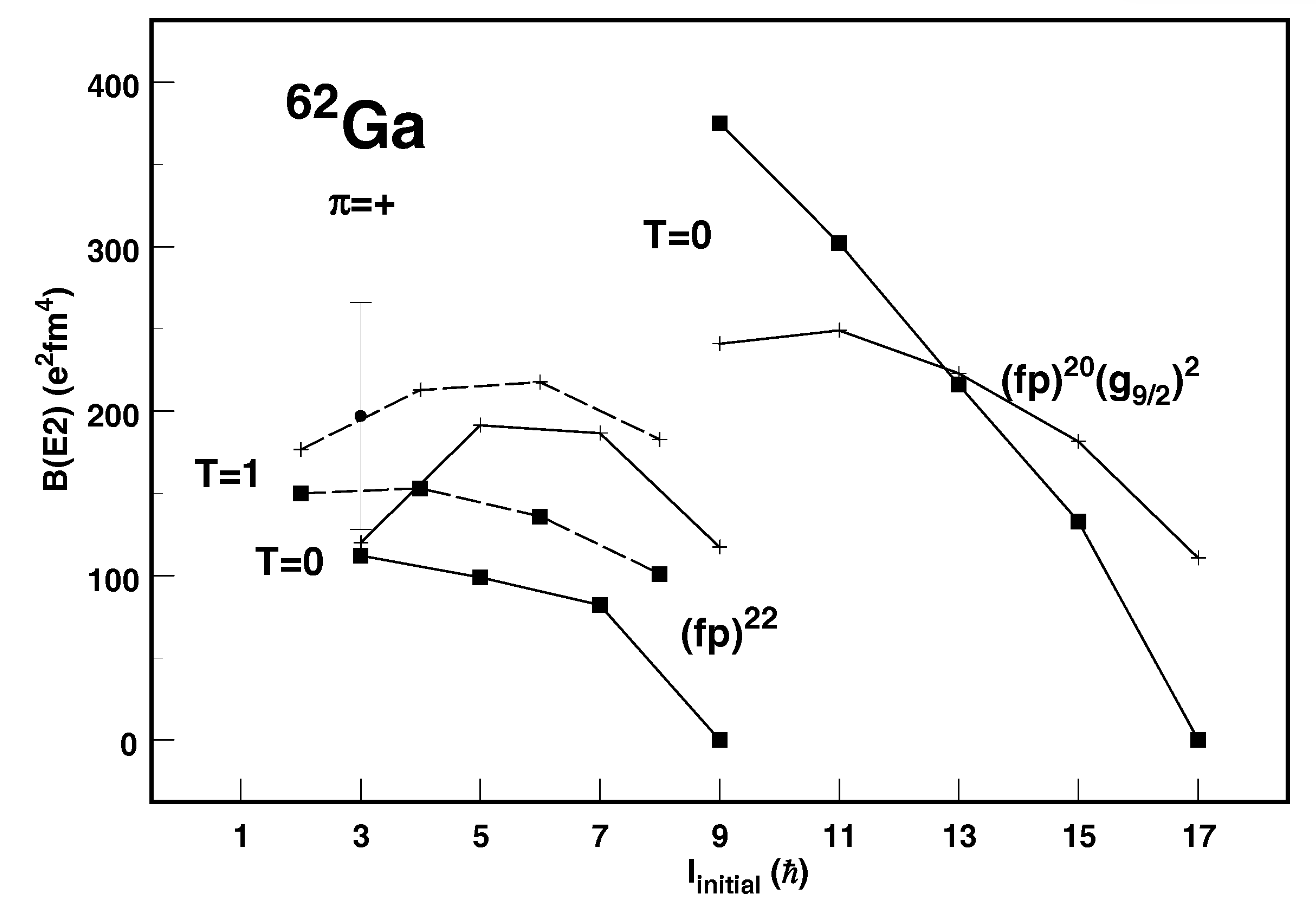 ⁶²Ga
π=+
400
300
200
100
0
B(E2) (e²fm⁴)
T=0
(fp)²⁰(g₉/₂)²
T=1
T=0
(fp)²²
1 3 5 7 9 11 13 15 17
I_initial (ℏ)